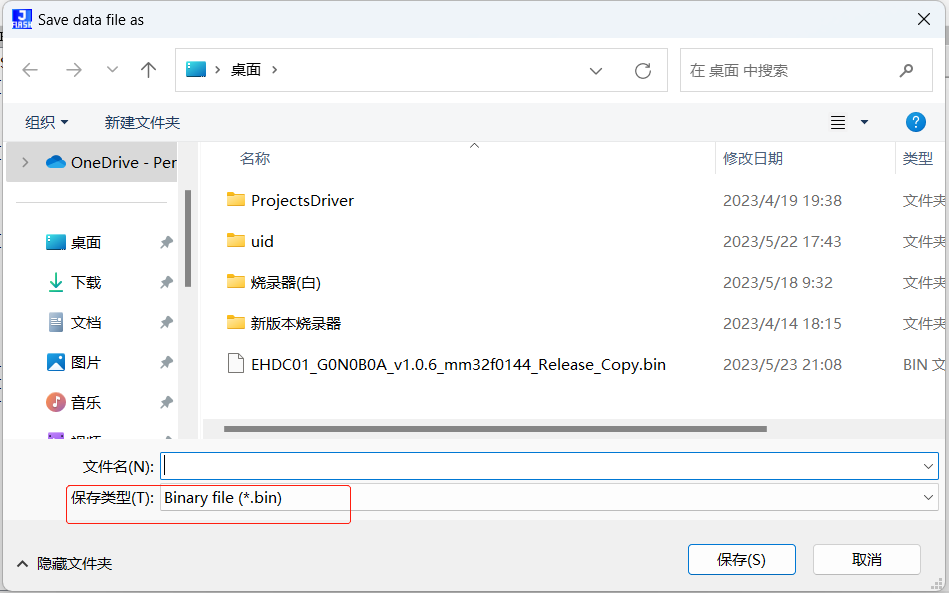 Save data file as
桌面
在 桌面 中搜索
组织
新建文件夹
OneDrive - Per
名称
修改日期
类型
ProjectsDriver
2023/4/19 19:38
文件夹
uid
2023/5/22 17:43
文件夹
烧录器(白)
2023/5/18 9:32
文件夹
新版本烧录器
2023/4/14 18:15
文件夹
EHDC01_G0N0B0A_v1.0.6_mm32f0144_Release_Copy.bin
2023/5/23 21:08
BIN 文
桌面
下载
文档
图片
音乐
文件名(N):
保存类型(T):
Binary file (*.bin)
隐藏文件夹
保存(S)
取消